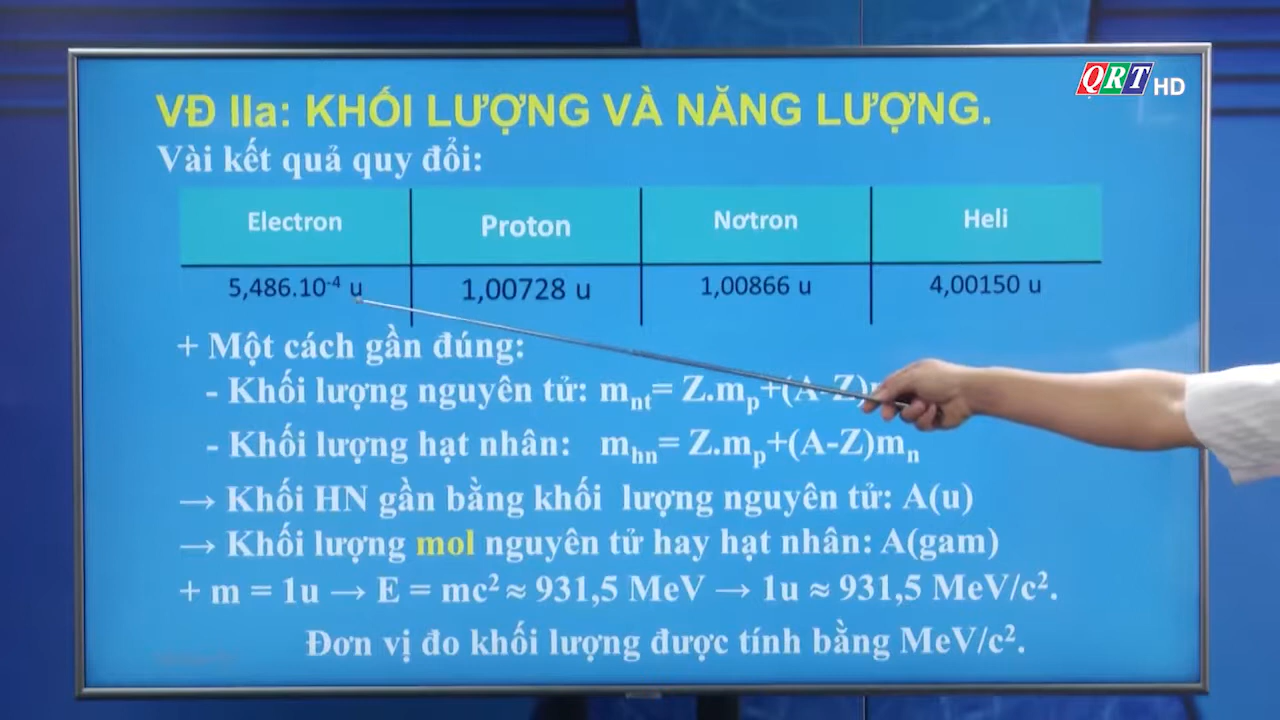 QRT HD
VĐ IIa: KHỐI LƯỢNG VÀ NĂNG LƯỢNG.
Vài kết quả quy đổi:
Electron Proton Nơtron Heli
5,486.10⁻⁴ u 1,00728 u 1,00866 u 4,00150 u
+ Một cách gần đúng:
- Khối lượng nguyên tử: mₙₜ= Z.mₚ+(A-Z)
- Khối lượng hạt nhân: mₕₙ= Z.mₚ+(A-Z)mₙ
→ Khối HN gần bằng khối lượng nguyên tử: A(u)
→ Khối lượng mol nguyên tử hay hạt nhân: A(gam)
+ m = 1u → E = mc² ≈ 931,5 MeV → 1u ≈ 931,5 MeV/c².
Đơn vị đo khối lượng được tính bằng MeV/c².